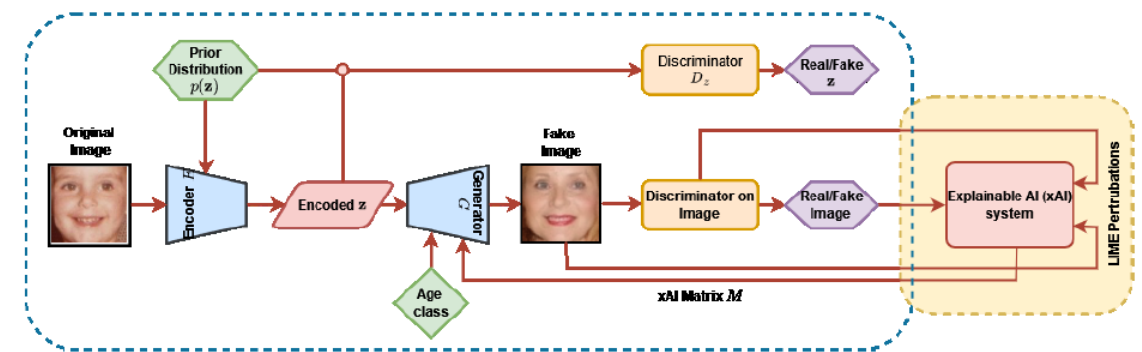 Prior
Distribution
p(z)
Discriminator
D_z
Real/Fake
z
Original
Image
Fake
Image
Encoder
Encoded z
Generator
G
Discriminator on
Image
Real/Fake
Image
Explainable AI (xAI)
system
LIME Pertrubations
Age
class
xAI Matrix M